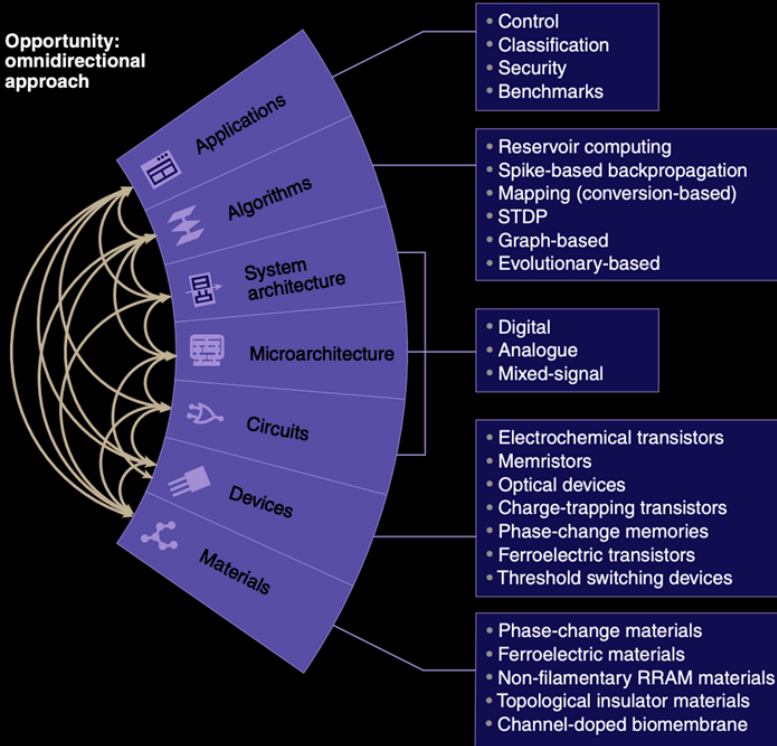 Opportunity:
omnidirectional
approach
Applications
Algorithms
System
architecture
Microarchitecture
Circuits
Devices
Materials
• Control
• Classification
• Security
• Benchmarks
• Reservoir computing
• Spike-based backpropagation
• Mapping (conversion-based)
• STDP
• Graph-based
• Evolutionary-based
• Digital
• Analogue
• Mixed-signal
• Electrochemical transistors
• Memristors
• Optical devices
• Charge-trapping transistors
• Phase-change memories
• Ferroelectric transistors
• Threshold switching devices
• Phase-change materials
• Ferroelectric materials
• Non-filamentary RRAM materials
• Topological insulator materials
• Channel-doped biomembrane